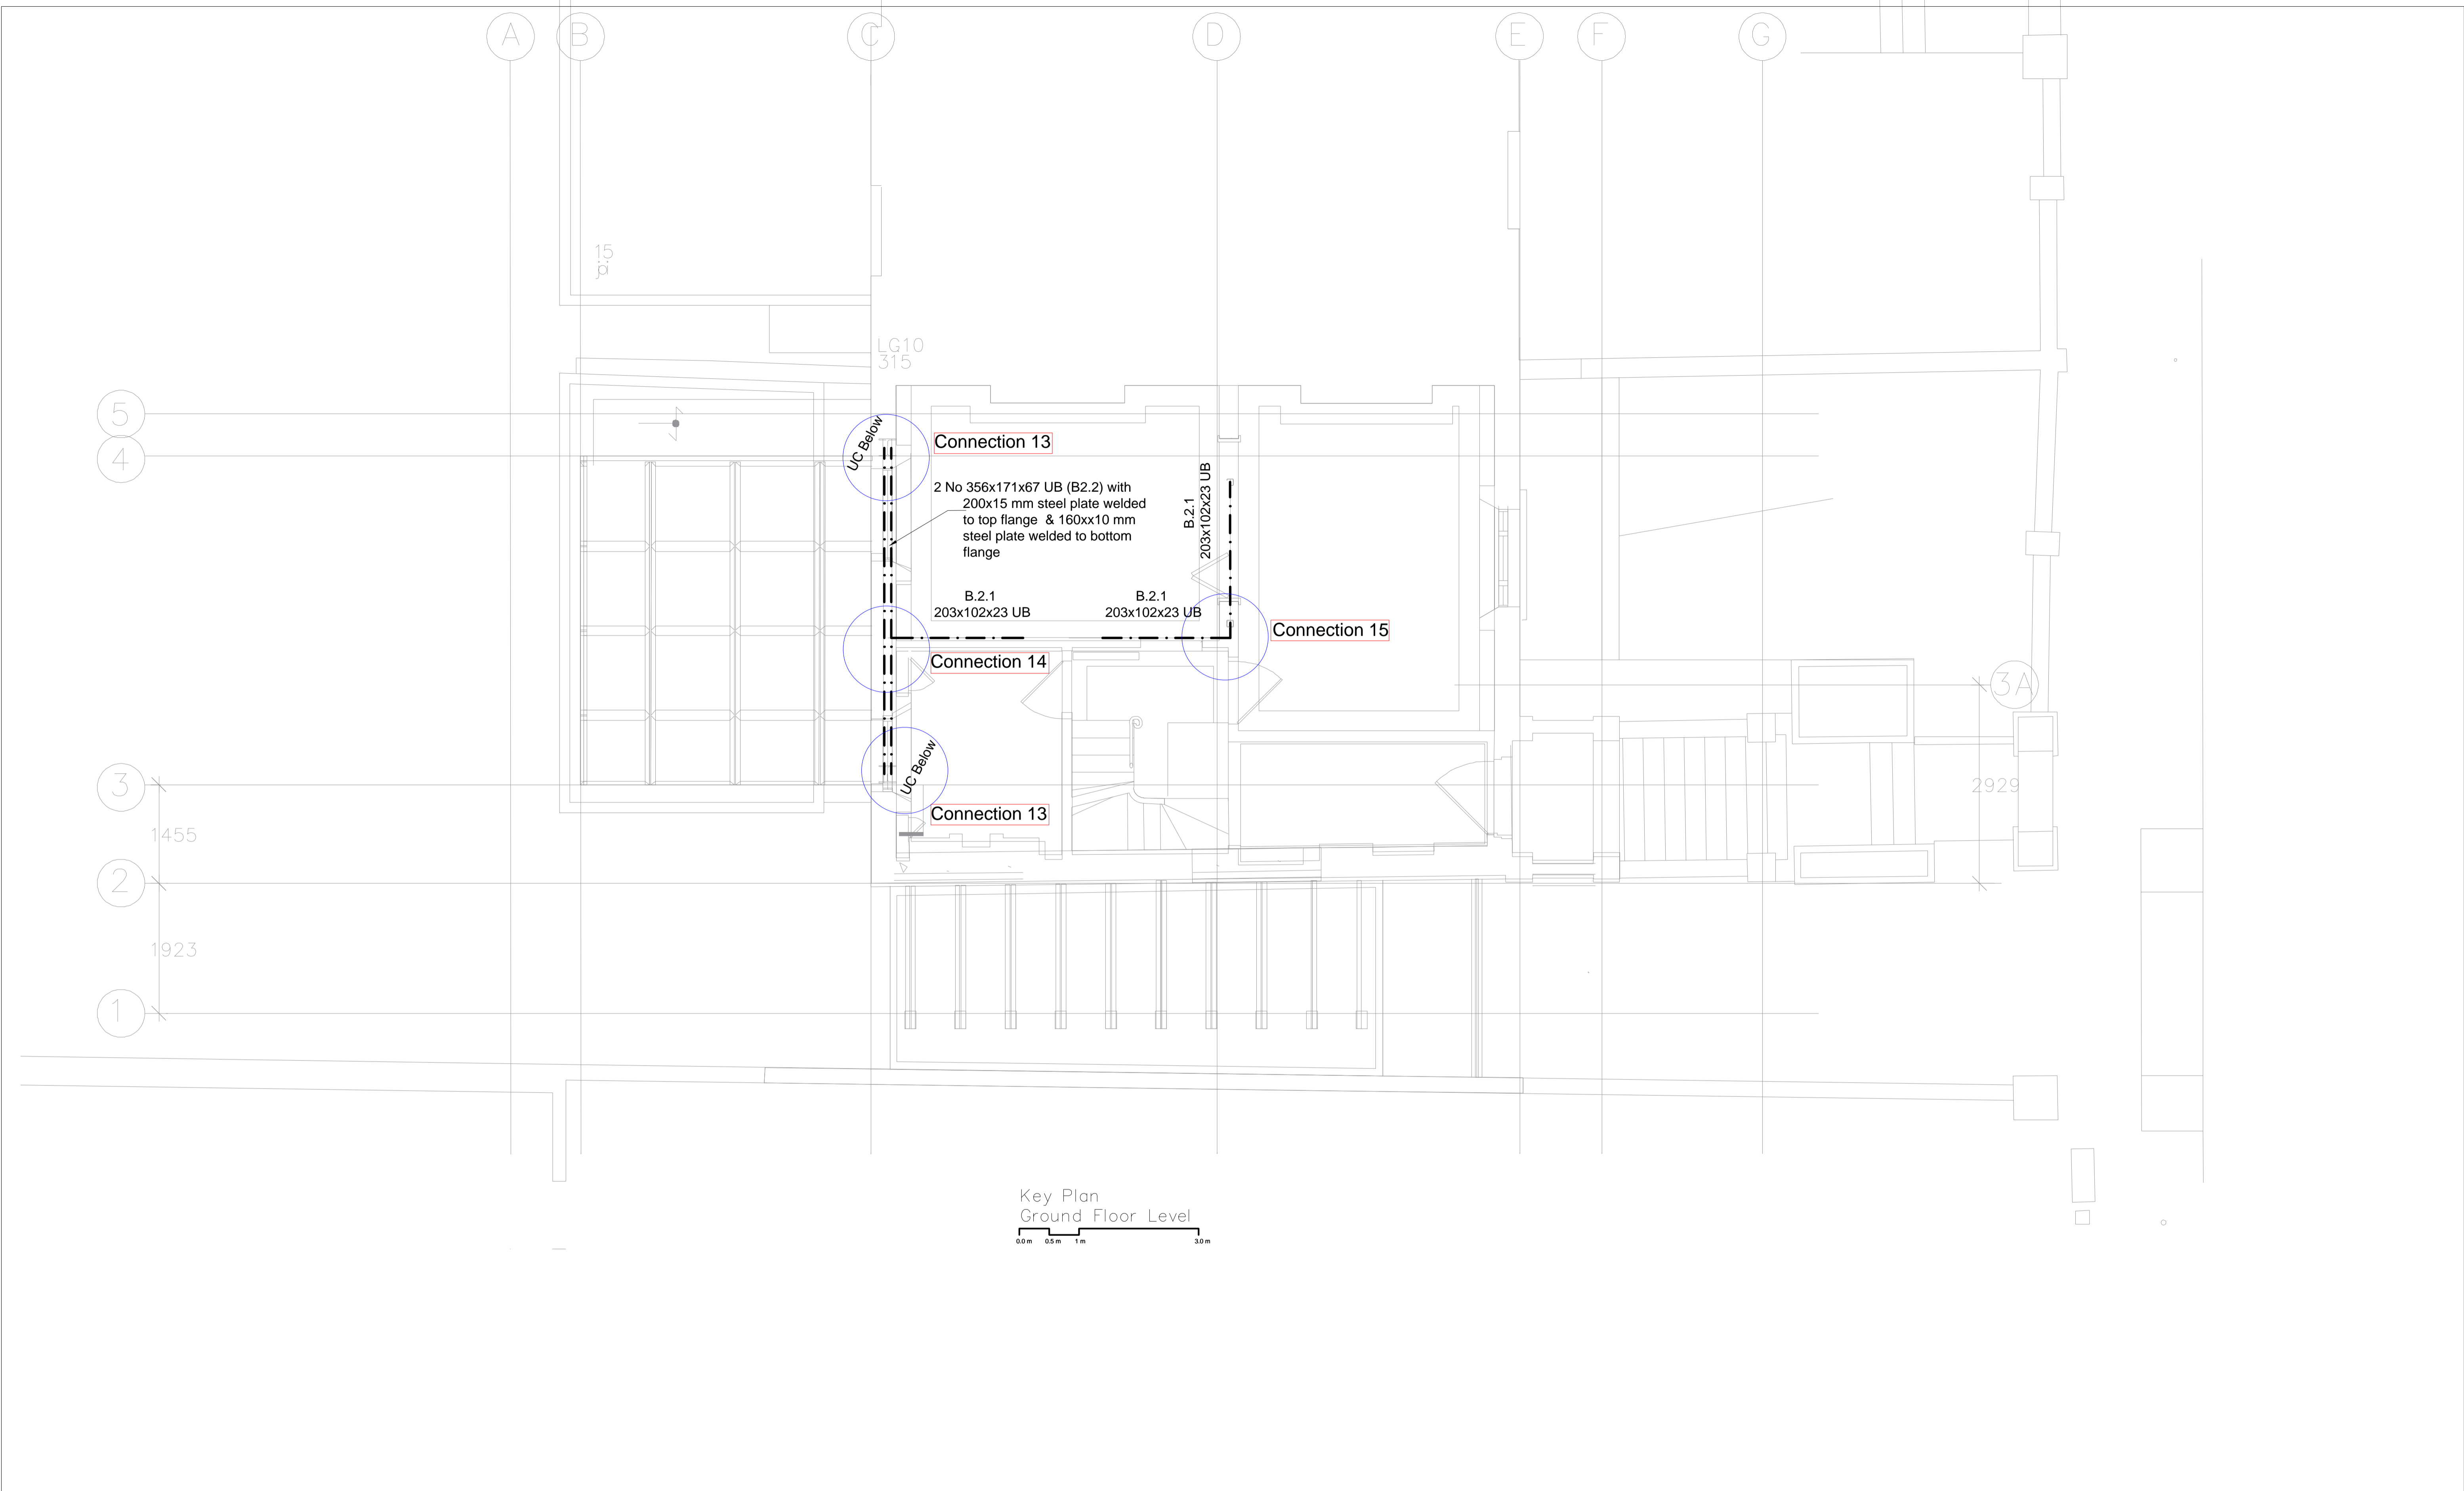 A
B
C
D
E
F
G
15
ja
LG10
315
5
4
UC Below
Connection 13
2 No 356x171x67 UB (B2.2) with
200x15 mm steel plate welded
to top flange & 160xx10 mm
steel plate welded to bottom
flange
B.2.1
203x102x23 UB
B.2.1
203x102x23 UB
B.2.1
203x102x23 UB
Connection 15
Connection 14
3A
UC Below
3
2929
Connection 13
1455
2
1923
1
Key Plan
Ground Floor Level
0.0 m 0.5 m 1 m 3.0 m